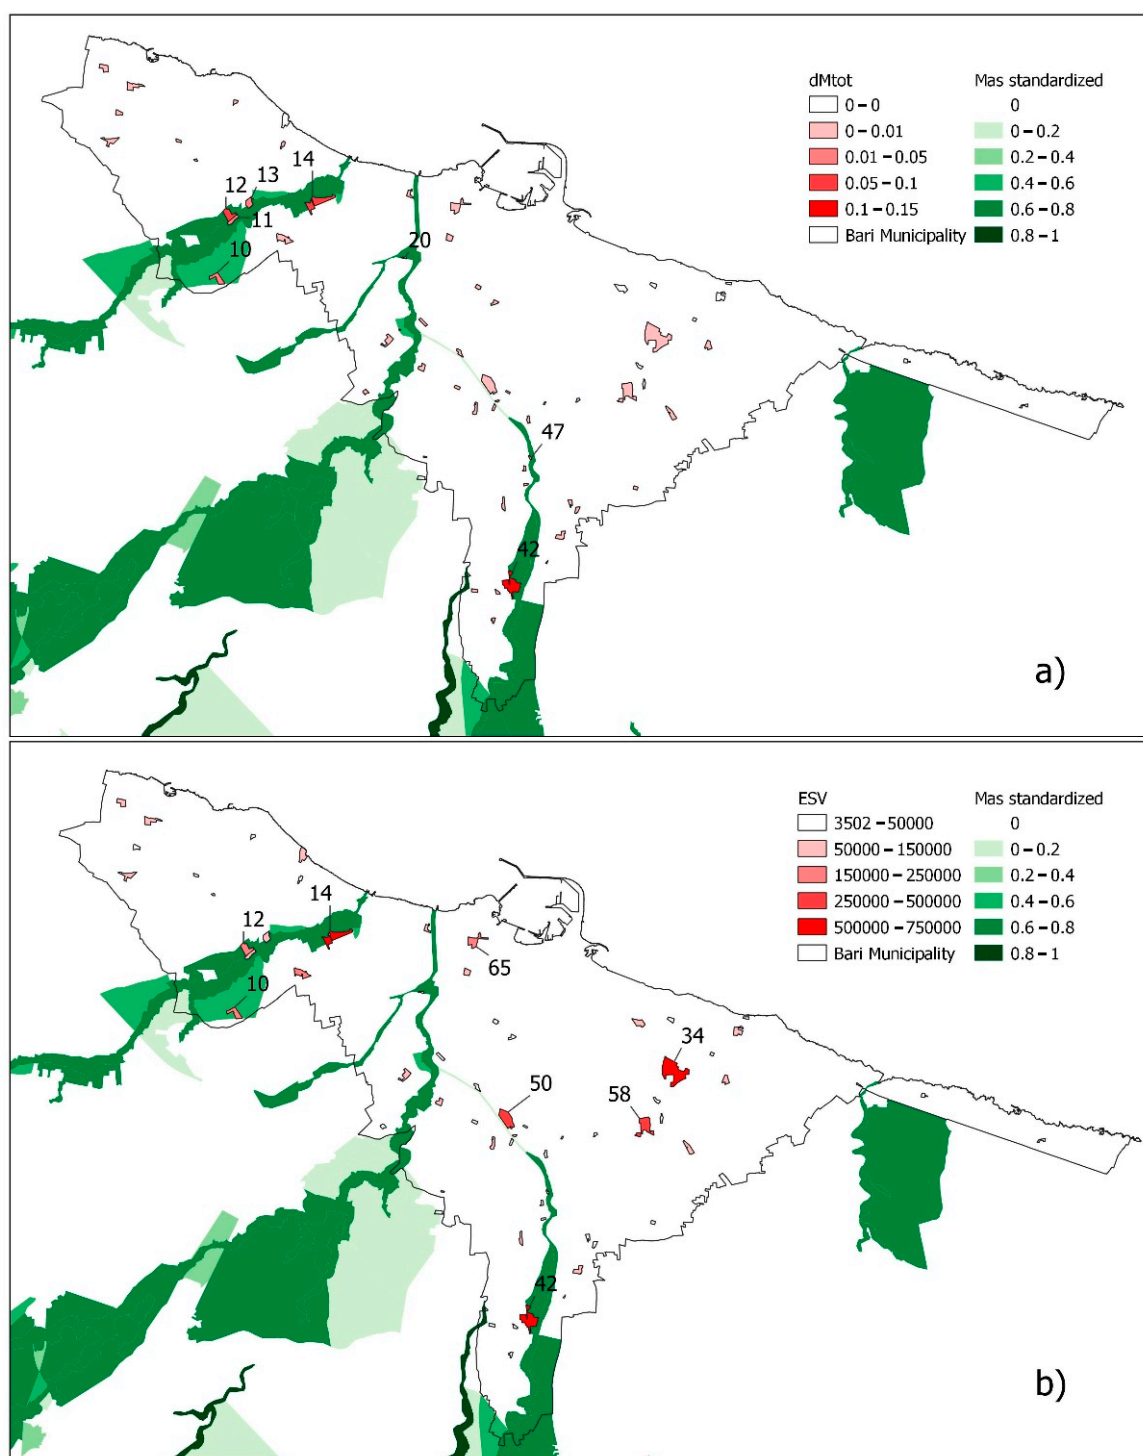 dMtot
0 – 0
0 – 0.01
0.01 – 0.05
0.05 – 0.1
0.1 – 0.15
Bari Municipality
Mas standardized
0
0 – 0.2
0.2 – 0.4
0.4 – 0.6
0.6 – 0.8
0.8 – 1
14
13
12
11
10
20
47
42
a)
ESV
3502 – 50000
50000 – 150000
150000 – 250000
250000 – 500000
500000 – 750000
Bari Municipality
Mas standardized
0
0 – 0.2
0.2 – 0.4
0.4 – 0.6
0.6 – 0.8
0.8 – 1
14
12
65
10
34
50
58
42
b)